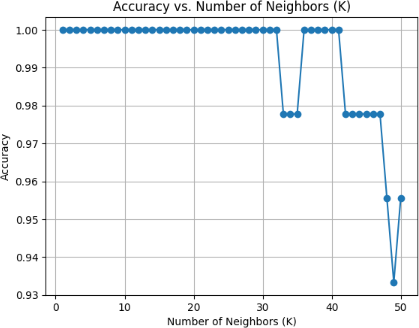 Accuracy vs. Number of Neighbors (K)
1.00
0.99
0.98
0.97
0.96
0.95
0.94
0.93
Accuracy
0 10 20 30 40 50
Number of Neighbors (K)